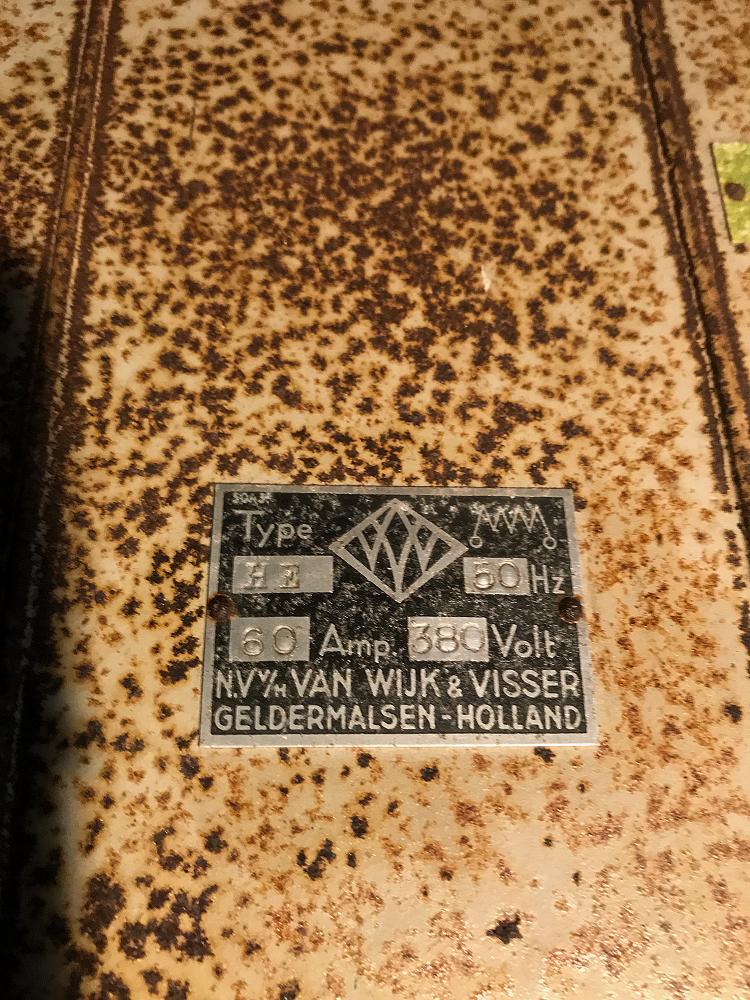 Type
HE 50 Hz
60 Amp. 380 Volt
N.V. V/H VAN WIJK & VISSER
GELDERMALSEN-HOLLAND